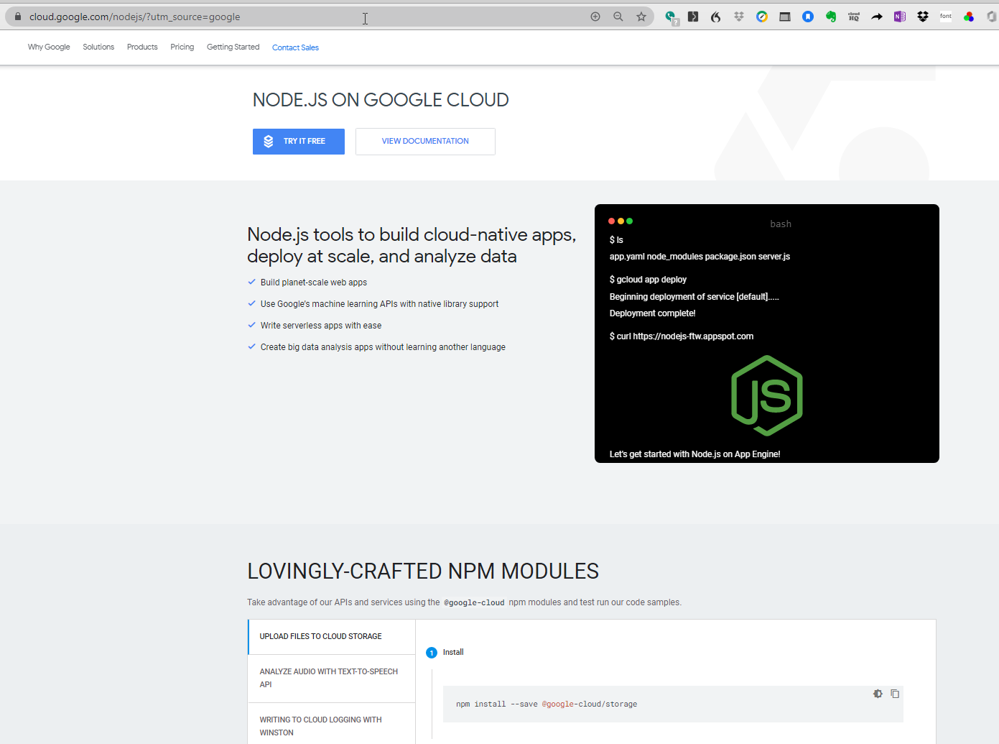 cloud.google.com/nodejs/?utm_source=google
?
N
cloud HQ
font
Why Google Solutions Products Pricing Getting Started Contact Sales
NODE.JS ON GOOGLE CLOUD
TRY IT FREE VIEW DOCUMENTATION
Node.js tools to build cloud-native apps,
deploy at scale, and analyze data
Build planet-scale web apps
Use Google's machine learning APIs with native library support
Write serverless apps with ease
Create big data analysis apps without learning another language
bash
$ ls
app.yaml node_modules package.json server.js
$ gcloud app deploy
Beginning deployment of service [default].....
Deployment complete!
$ curl https://nodejs-ftw.appspot.com
JS
Let's get started with Node.js on App Engine!
LOVINGLY-CRAFTED NPM MODULES
Take advantage of our APIs and services using the @google-cloud npm modules and test run our code samples.
UPLOAD FILES TO CLOUD STORAGE
ANALYZE AUDIO WITH TEXT-TO-SPEECH
API
WRITING TO CLOUD LOGGING WITH
WINSTON
1 Install
npm install --save @google-cloud/storage